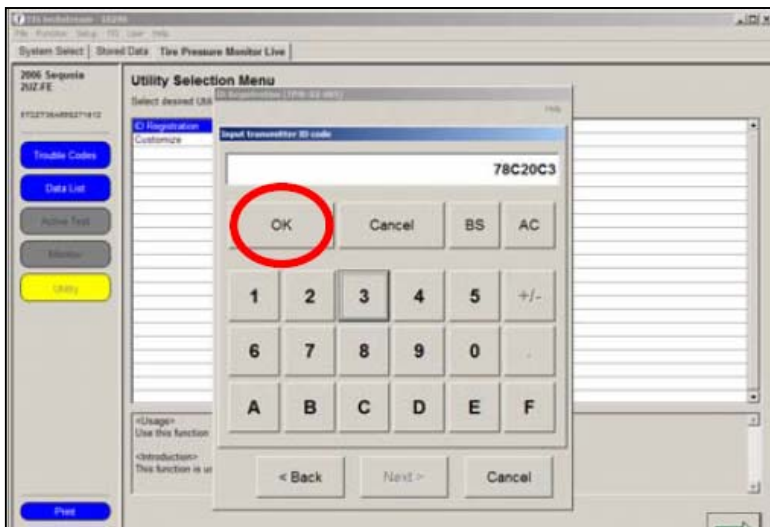 System Select Stored Data Tire Pressure Monitor Live
2006 Sequoia
2UZ-FE
Utility Selection Menu
Select desired
ID Registration
Customize
Help
Input transmitter ID code
78C20C3
Trouble Codes
Data List
Active Test
Monitor
Utility
OK Cancel BS AC
1 2 3 4 5 +/-
6 7 8 9 0 .
A B C D E F
<Usage>
Use this function
<Introduction>
This function is
< Back Next > Cancel
Print